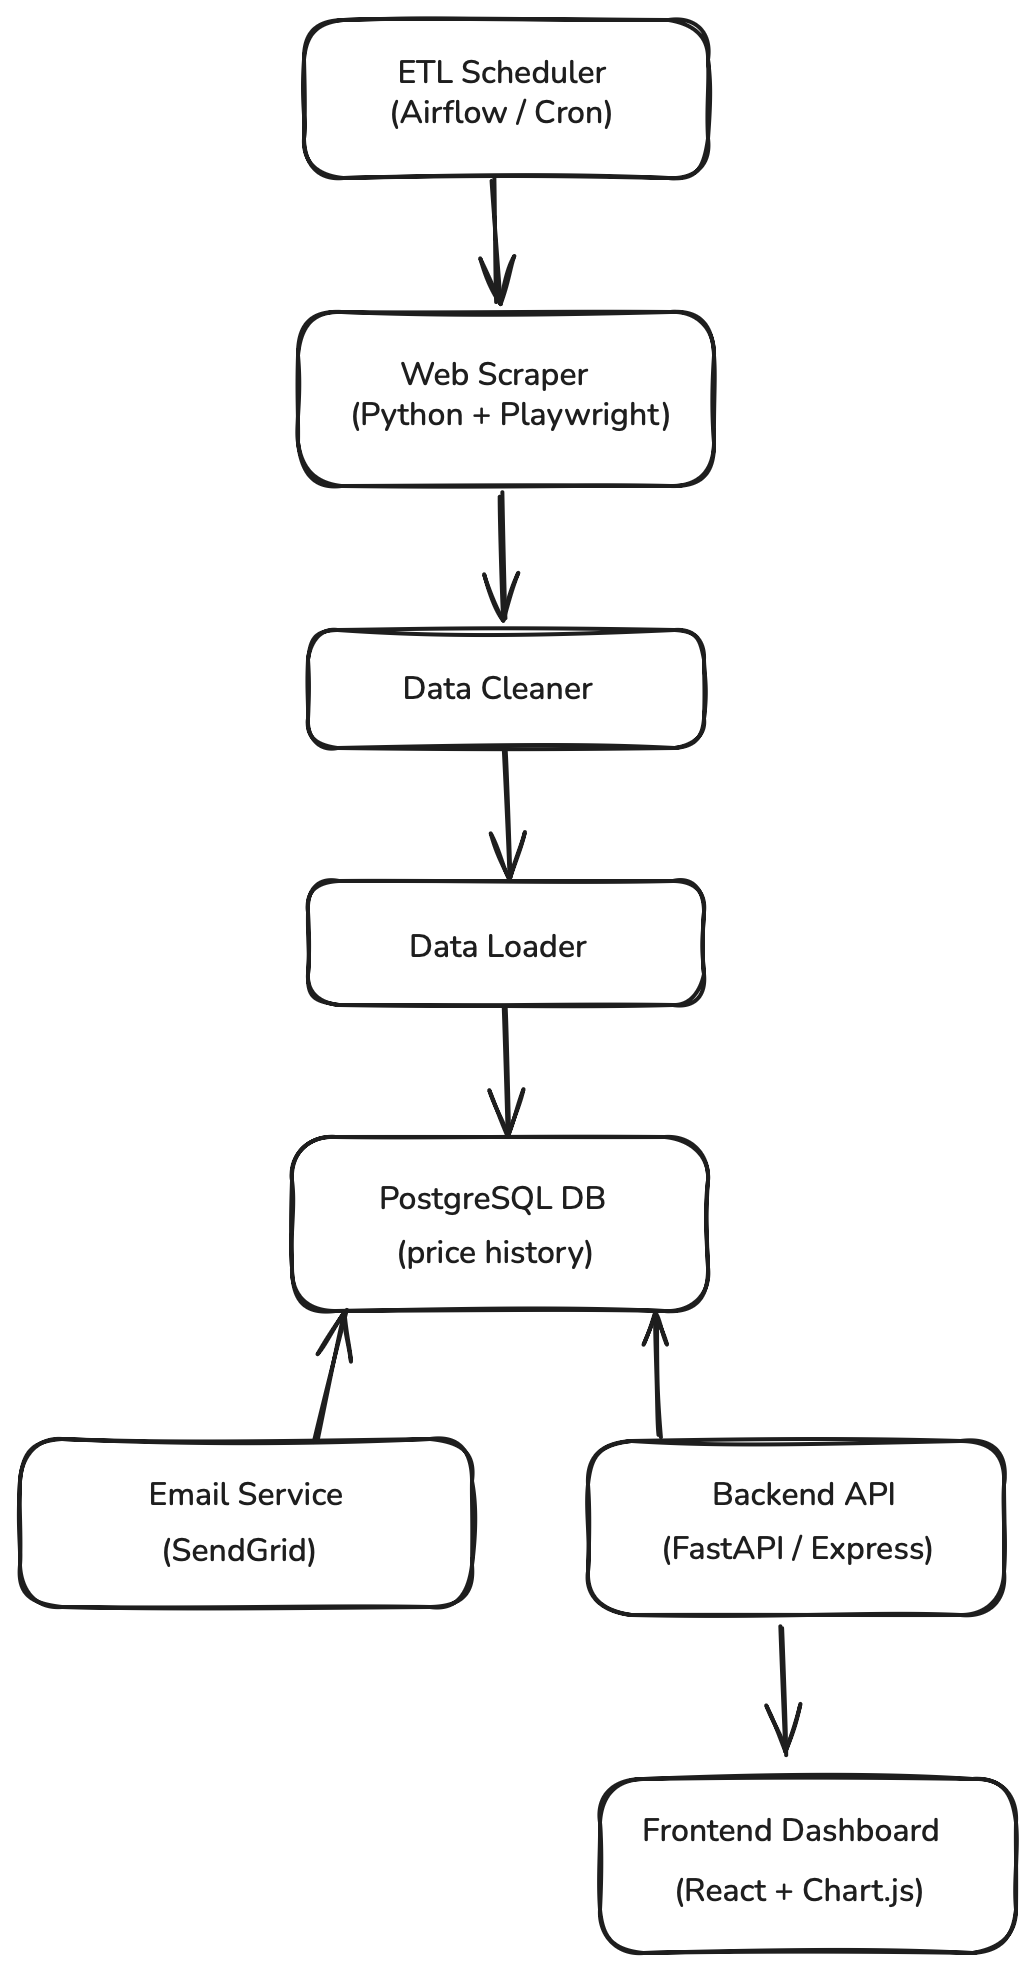 ETL Scheduler
(Airflow / Cron)
Web Scraper
(Python + Playwright)
Data Cleaner
Data Loader
PostgreSQL DB
(price history)
Email Service
(SendGrid)
Backend API
(FastAPI / Express)
Frontend Dashboard
(React + Chart.js)